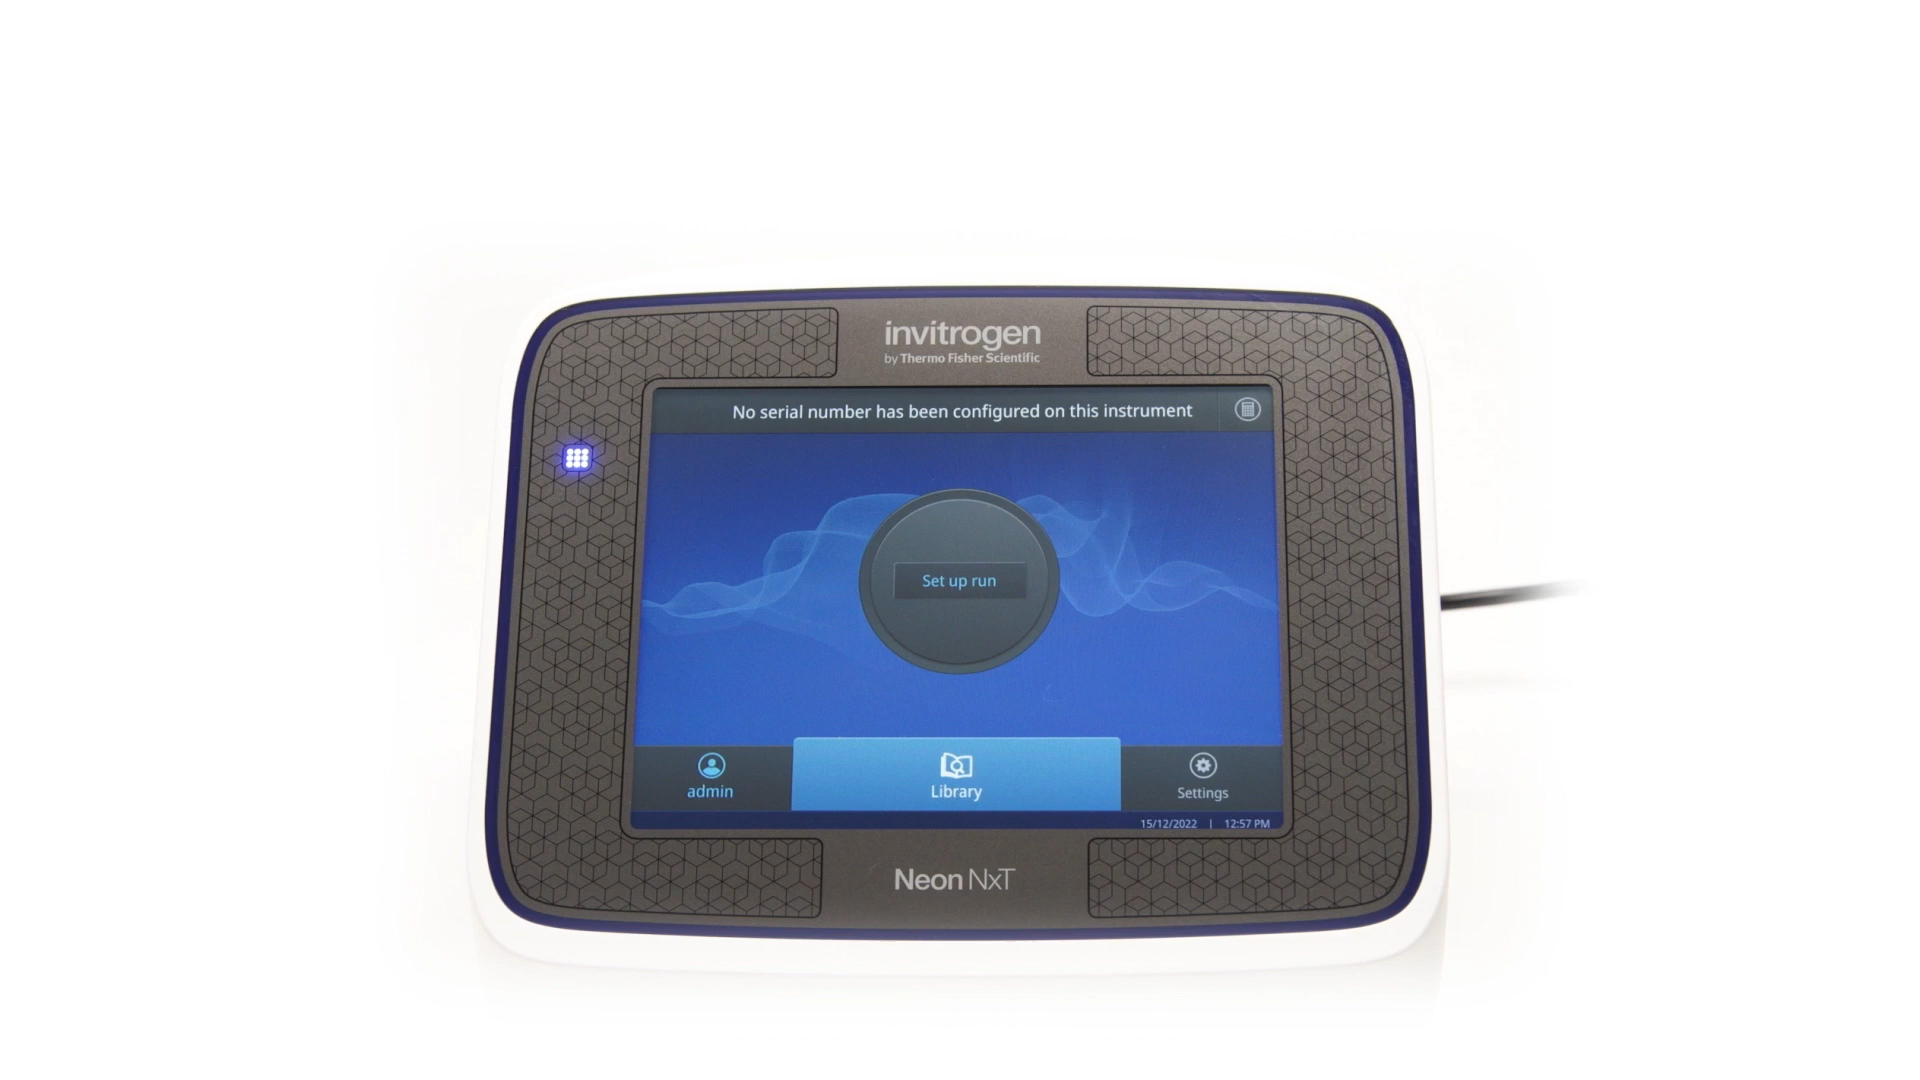 invitrogen
by Thermo Fisher Scientific
No serial number has been configured on this instrument
Set up run
admin
Library
Settings
15/12/2022 | 12:57 PM
Neon NxT